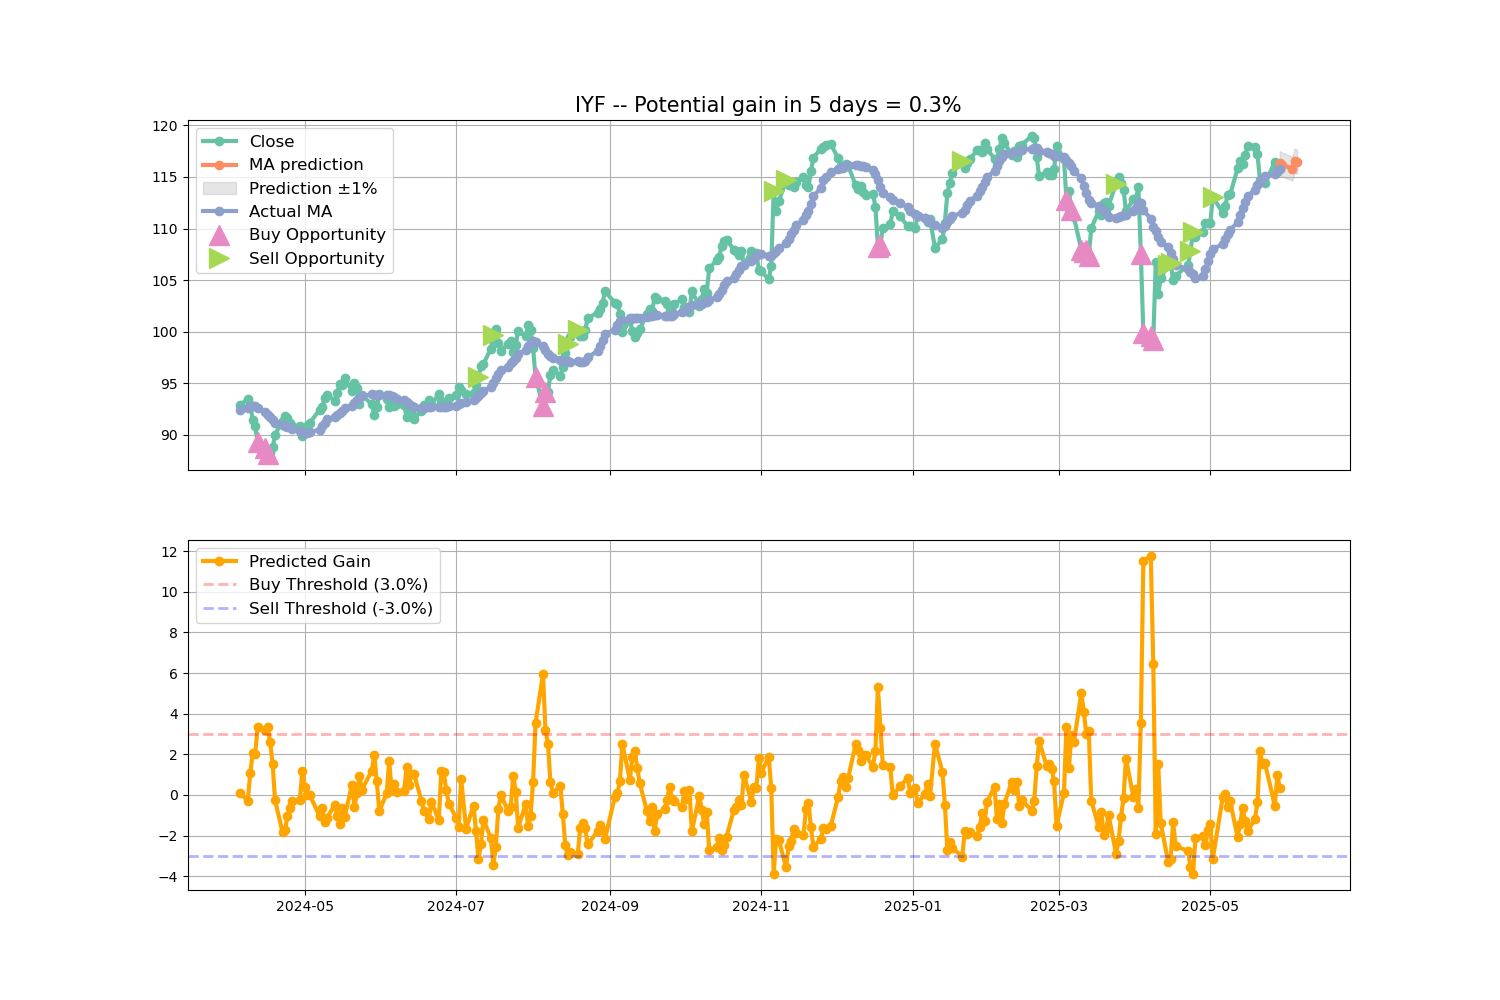 IYF -- Potential gain in 5 days = 0.3%
120
115
110
105
100
95
90
Close
MA prediction
Prediction ±1%
Actual MA
Buy Opportunity
Sell Opportunity
12
10
8
6
4
2
0
−2
−4
Predicted Gain
Buy Threshold (3.0%)
Sell Threshold (-3.0%)
2024-05 2024-07 2024-09 2024-11 2025-01 2025-03 2025-05